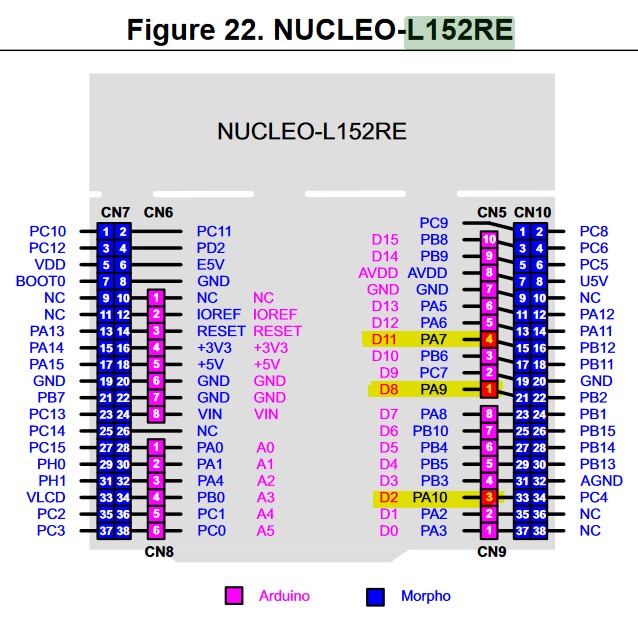 Figure 22. NUCLEO-L152RE
NUCLEO-L152RE
CN7 CN6 CN5 CN10
PC9
PC10 1 2 PC11 1 2 PC8
D15 PB8 10
PC12 3 4 PD2 3 4 PC6
D14 PB9 9
VDD 5 6 E5V 5 6 PC5
AVDD AVDD 8
BOOT0 7 8 GND 7 8 U5V
GND GND 7
NC 9 10 1 NC NC 9 10 NC
D13 PA5 6
NC 11 12 2 IOREF IOREF 11 12 PA12
D12 PA6 5
PA13 13 14 3 RESET RESET 13 14 PA11
D11 PA7 4
PA14 15 16 4 +3V3 +3V3 15 16 PB12
D10 PB6 3
PA15 17 18 5 +5V +5V 17 18 PB11
D9 PC7 2
GND 19 20 6 GND GND 19 20 GND
D8 PA9 1
PB7 21 22 7 GND GND 21 22 PB2
PC13 23 24 8 VIN VIN D7 PA8 8 23 24 PB1
PC14 25 26 NC D6 PB10 7 25 26 PB15
PC15 27 28 1 PA0 A0 D5 PB4 6 27 28 PB14
PH0 29 30 2 PA1 A1 D4 PB5 5 29 30 PB13
PH1 31 32 3 PA4 A2 D3 PB3 4 31 32 AGND
VLCD 33 34 4 PB0 A3 D2 PA10 3 33 34 PC4
PC2 35 36 5 PC1 A4 D1 PA2 2 35 36 NC
PC3 37 38 6 PC0 A5 D0 PA3 1 37 38 NC
CN8 CN9
Arduino Morpho